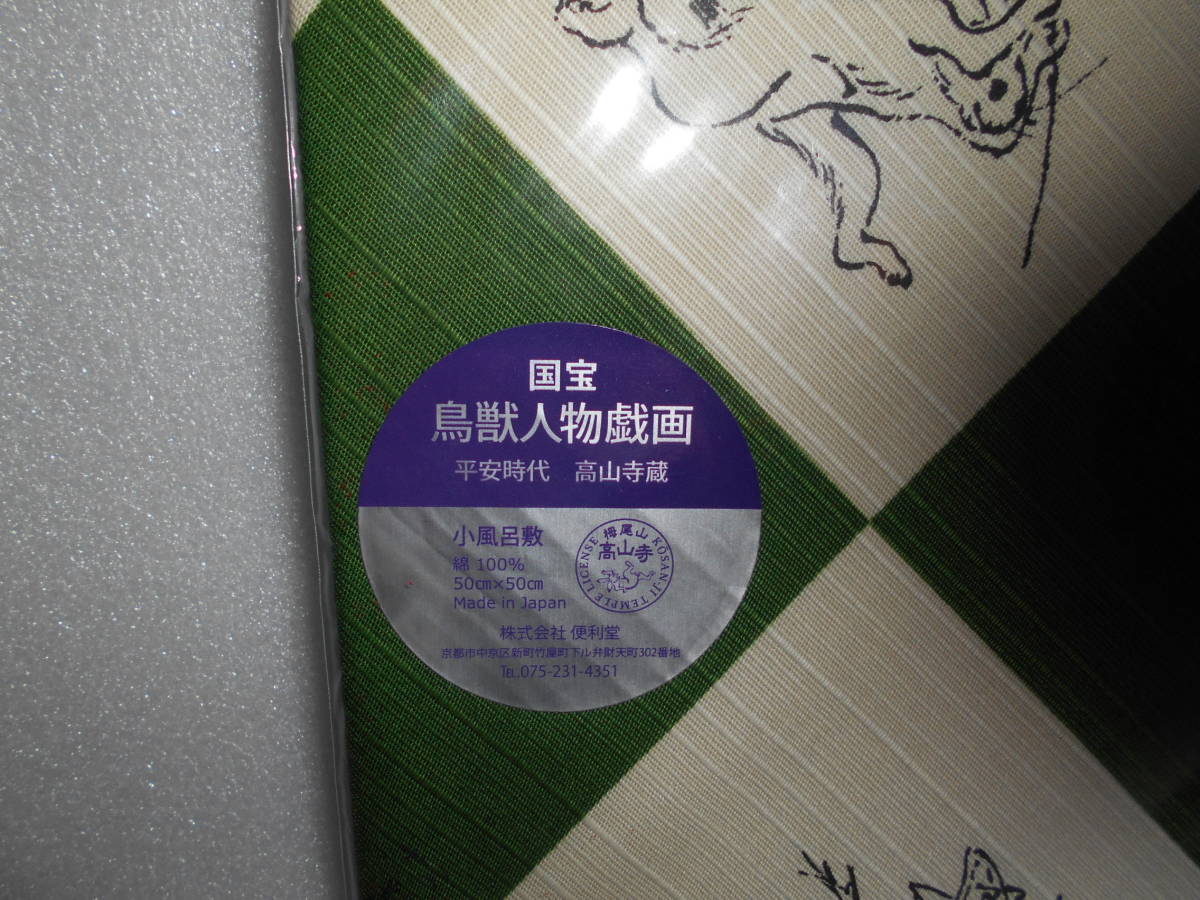 国宝
鳥獣人物戯画
平安時代　高山寺蔵
小風呂敷
綿 100%
50㎝×50㎝
Made in Japan
栂尾山
高山寺
KOSAN-JI TEMPLE LICENSE
株式会社 便利堂
京都市中京区新町竹屋町下ル弁財天町302番地
TEL.075-231-4351